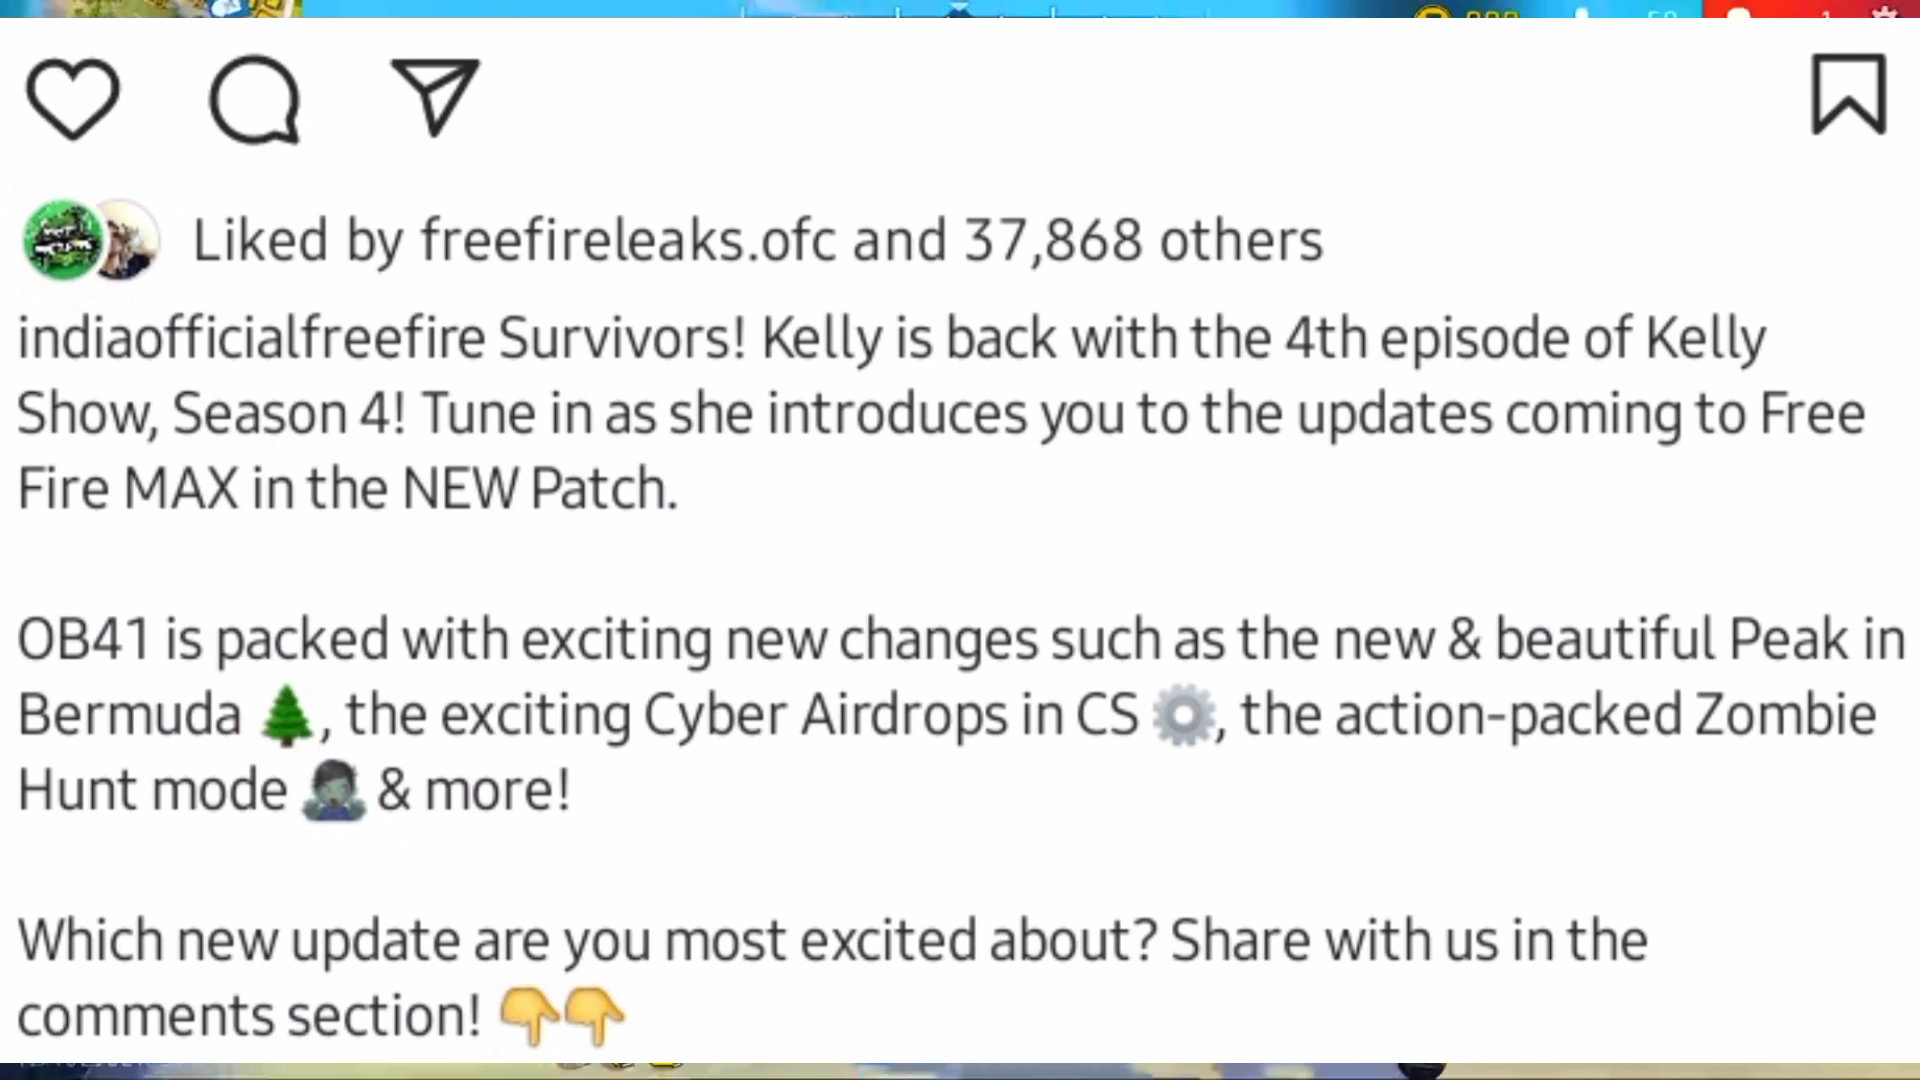 Liked by freefireleaks.ofc and 37,868 others
indiaofficialfreefire Survivors! Kelly is back with the 4th episode of Kelly
Show, Season 4! Tune in as she introduces you to the updates coming to Free
Fire MAX in the NEW Patch.
OB41 is packed with exciting new changes such as the new & beautiful Peak in
Bermuda 🌲, the exciting Cyber Airdrops in CS ⚙️, the action-packed Zombie
Hunt mode 🧟 & more!
Which new update are you most excited about? Share with us in the
comments section! 👇👇